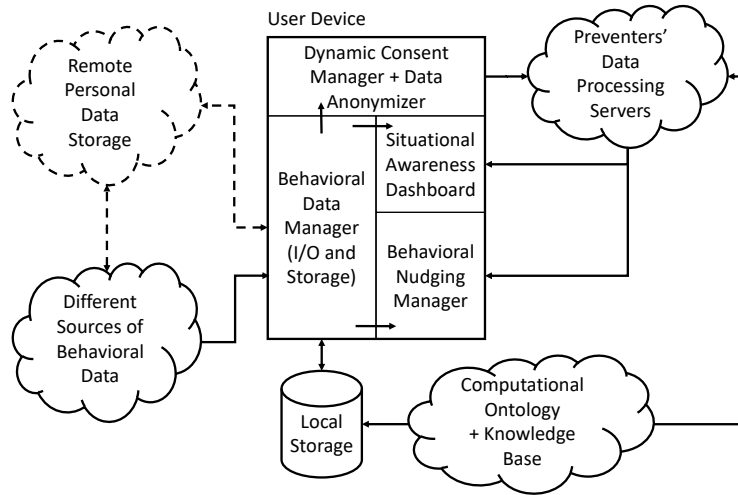 User Device
Dynamic Consent
Manager + Data
Anonymizer
Preventers’
Data
Processing
Servers
Remote
Personal
Data
Storage
Situational
Awareness
Dashboard
Behavioral
Data
Manager
(I/O and
Storage)
Behavioral
Nudging
Manager
Different
Sources of
Behavioral
Data
Local
Storage
Computational
Ontology
+ Knowledge
Base